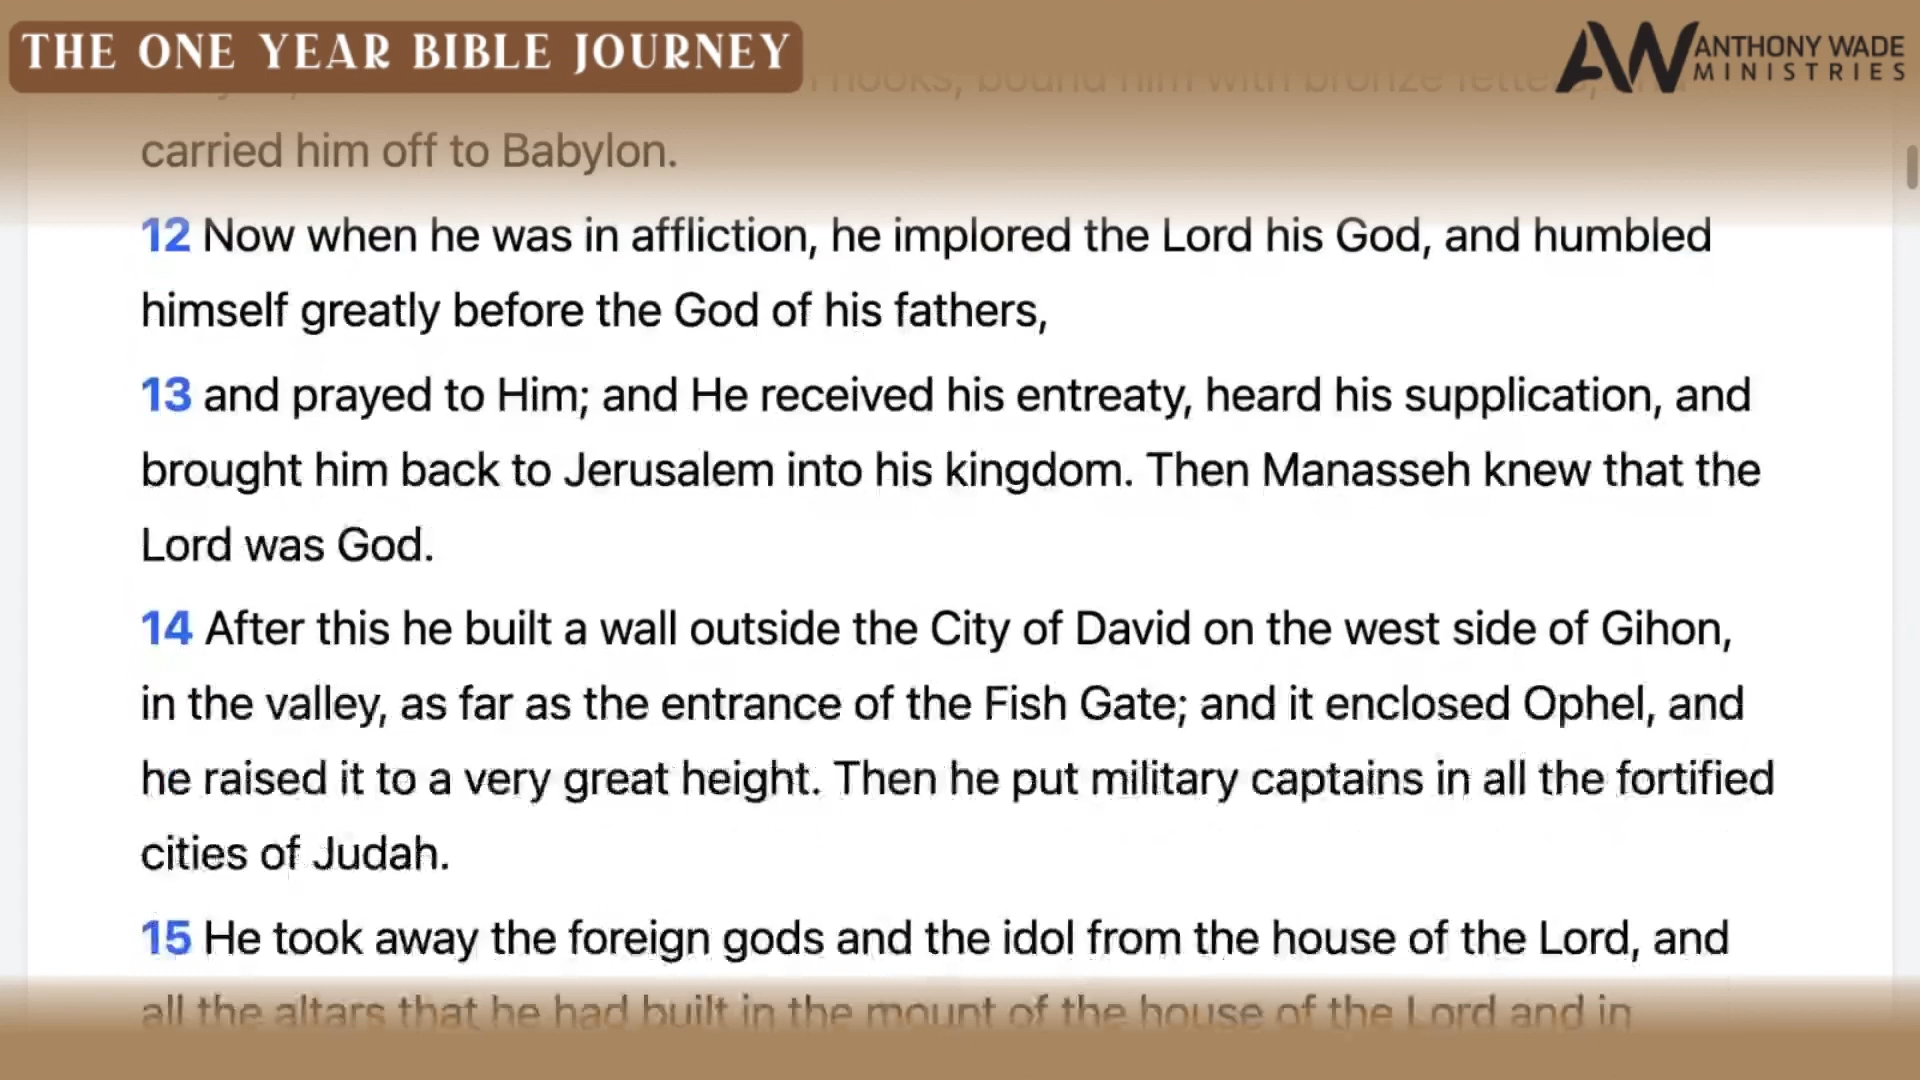 THE ONE YEAR BIBLE JOURNEY
AW ANTHONY WADE
MINISTRIES
hooks, bound him with bronze
carried him off to Babylon.
12 Now when he was in affliction, he implored the Lord his God, and humbled
himself greatly before the God of his fathers,
13 and prayed to Him; and He received his entreaty, heard his supplication, and
brought him back to Jerusalem into his kingdom. Then Manasseh knew that the
Lord was God.
14 After this he built a wall outside the City of David on the west side of Gihon,
in the valley, as far as the entrance of the Fish Gate; and it enclosed Ophel, and
he raised it to a very great height. Then he put military captains in all the fortified
cities of Judah.
15 He took away the foreign gods and the idol from the house of the Lord, and
all the altars that he had built in the mount of the house of the Lord and in